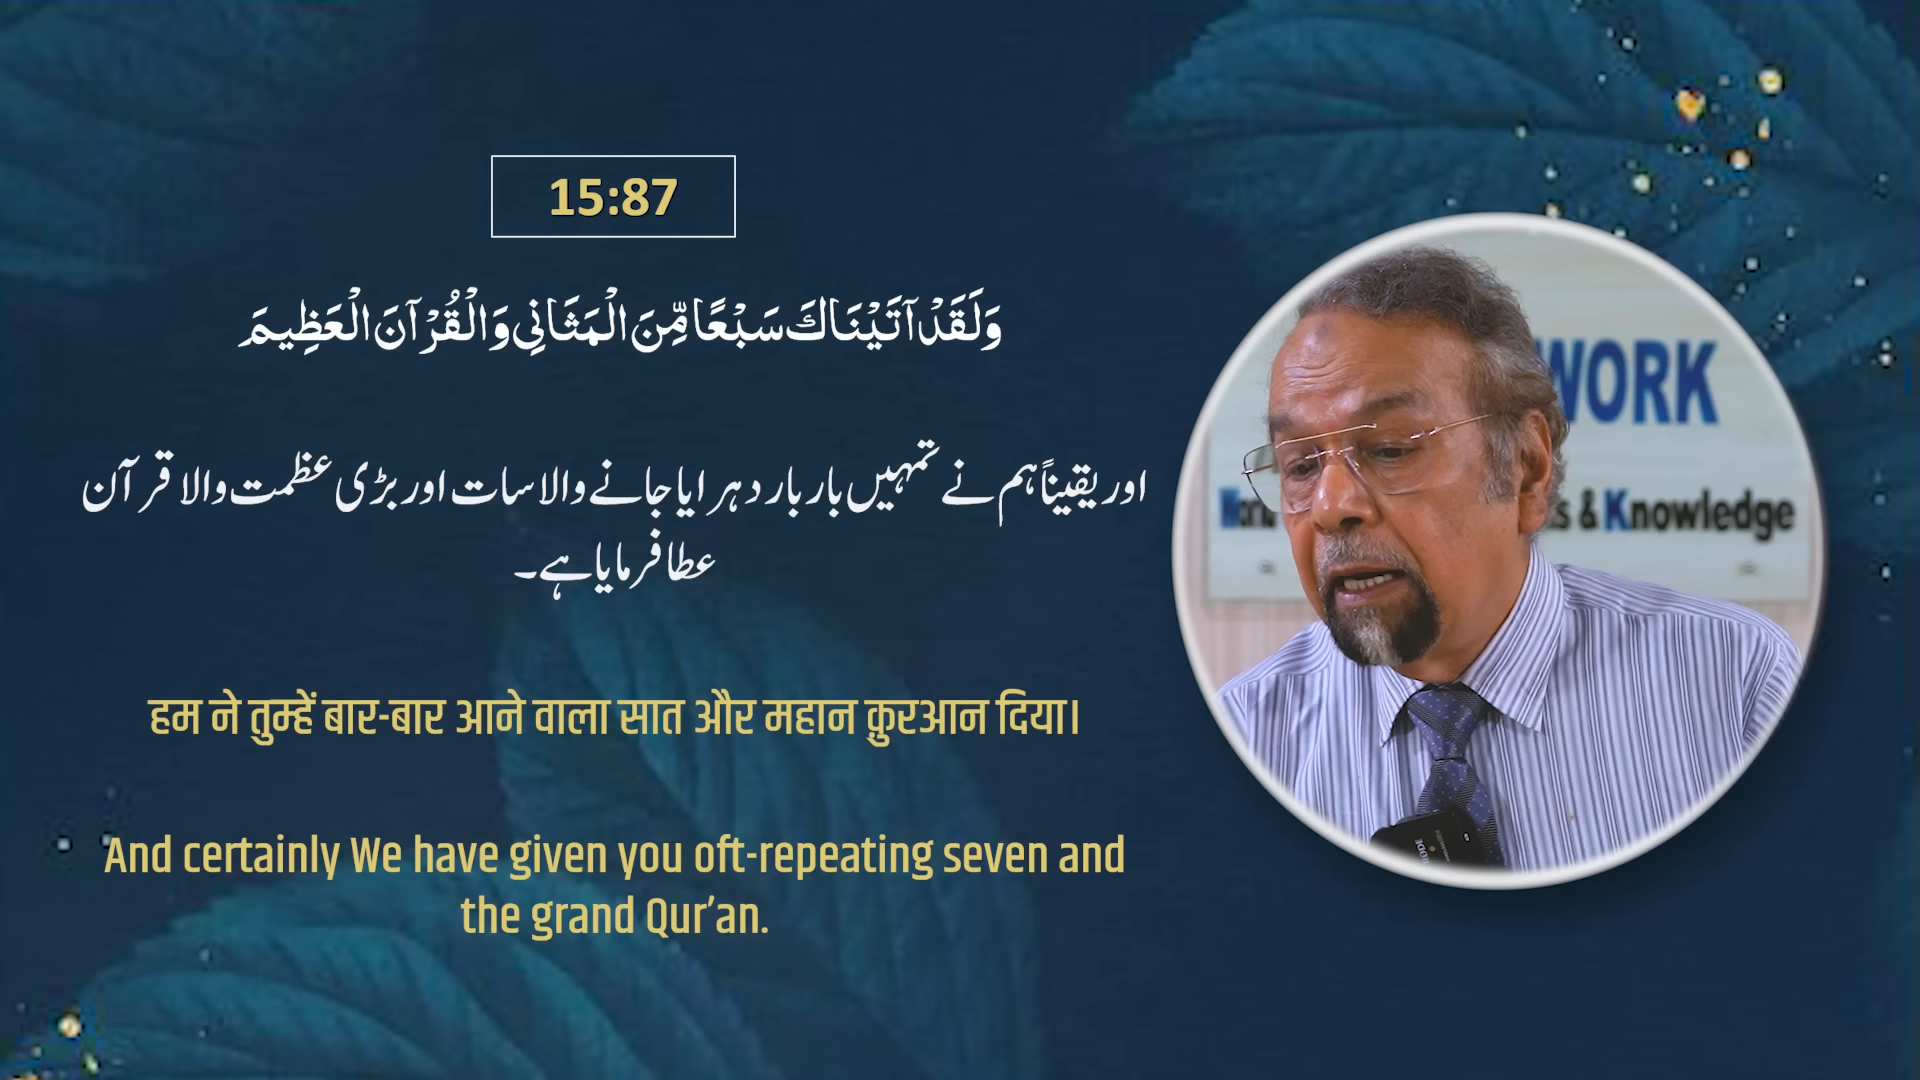 15:87
وَلَقَدْ آتَيْنَاكَ سَبْعًا مِّنَ الْمَثَانِي وَالْقُرْآنَ الْعَظِيمَ
اور یقیناً ہم نے تمہیں بار بار دہرایا جانے والا سات اور بڑی عظمت والا قرآن
عطا فرمایا ہے۔
हम ने तुम्हें बार-बार आने वाला सात और महान क़ुरआन दिया।
And certainly We have given you oft-repeating seven and
the grand Qur’an.
WORK
s & Knowledge
RODE